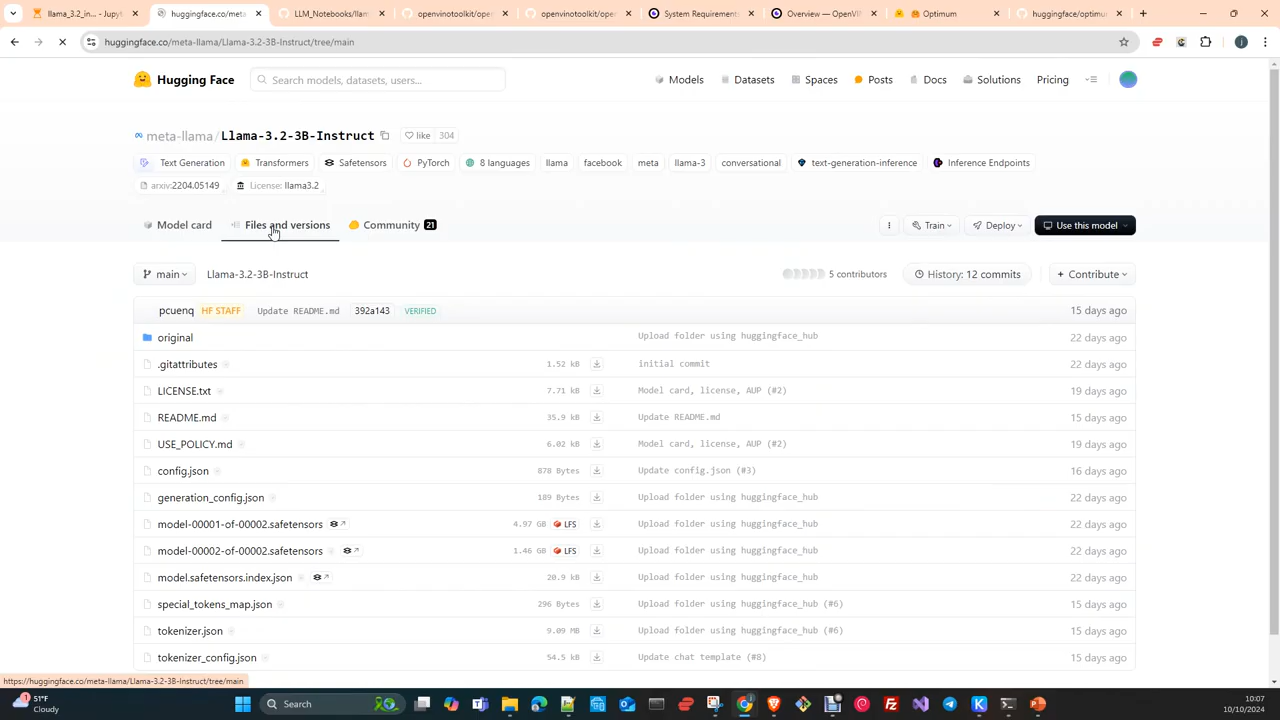 llama_3.2_in... - Jupyte
huggingface.co/meta
LLM_Notebooks/llam
openvinotoolkit/open
openvinotoolkit/open
System Requirements
Overview — OpenVI
Optimum
huggingface/optimu
huggingface.co/meta-llama/Llama-3.2-3B-Instruct/tree/main
Hugging Face
Search models, datasets, users...
Models
Datasets
Spaces
Posts
Docs
Solutions
Pricing
meta-llama/Llama-3.2-3B-Instruct
like 304
Text Generation
Transformers
Safetensors
PyTorch
8 languages
llama
facebook
meta
llama-3
conversational
text-generation-inference
Inference Endpoints
arxiv:2204.05149
License: llama3.2
Model card
Files and versions
Community 21
Train
Deploy
Use this model
main
Llama-3.2-3B-Instruct
5 contributors
History: 12 commits
+ Contribute
pcuenq HF STAFF Update README.md 392a143 VERIFIED 15 days ago
original Upload folder using huggingface_hub 22 days ago
.gitattributes 1.52 kB initial commit 22 days ago
LICENSE.txt 7.71 kB Model card, license, AUP (#2) 19 days ago
README.md 35.9 kB Update README.md 15 days ago
USE_POLICY.md 6.02 kB Model card, license, AUP (#2) 19 days ago
config.json 878 Bytes Update config.json (#3) 16 days ago
generation_config.json 189 Bytes Upload folder using huggingface_hub 22 days ago
model-00001-of-00002.safetensors 4.97 GB LFS Upload folder using huggingface_hub 22 days ago
model-00002-of-00002.safetensors 1.46 GB LFS Upload folder using huggingface_hub 22 days ago
model.safetensors.index.json 20.9 kB Upload folder using huggingface_hub 22 days ago
special_tokens_map.json 296 Bytes Upload folder using huggingface_hub (#6) 15 days ago
tokenizer.json 9.09 MB Upload folder using huggingface_hub (#6) 15 days ago
tokenizer_config.json 54.5 kB Update chat template (#8) 15 days ago
https://huggingface.co/meta-llama/Llama-3.2-3B-Instruct/tree/main
1
51°F
Cloudy
Search
10:07
10/10/2024